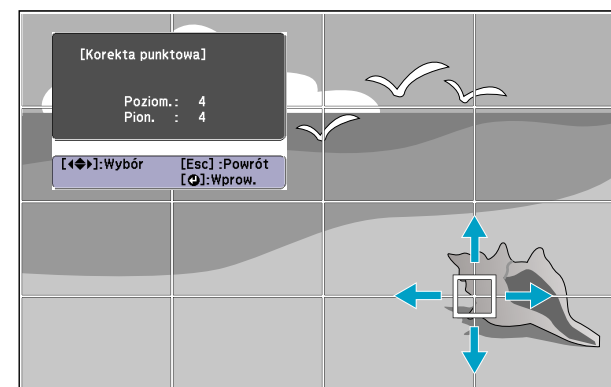 [Korekta punktowa]
Poziom.: 4
Pion. : 4
[◀◆▶]:Wybór [Esc] :Powrót
[↵]:Wprow.